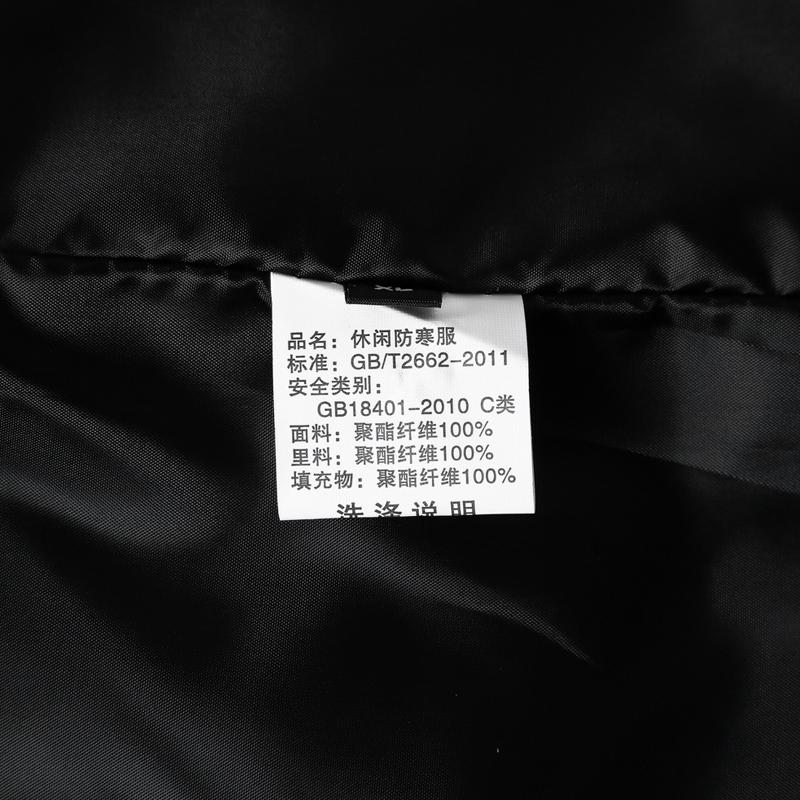 XL
品名：休闲防寒服
标准：GB/T2662-2011
安全类别：
GB18401-2010 C类
面料：聚酯纤维100%
里料：聚酯纤维100%
填充物：聚酯纤维100%
洗涤说明